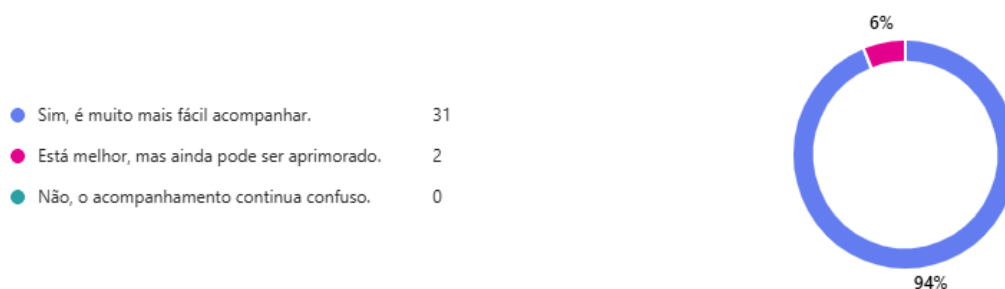 6%
Sim, é muito mais fácil acompanhar. 31
Está melhor, mas ainda pode ser aprimorado. 2
Não, o acompanhamento continua confuso. 0
94%